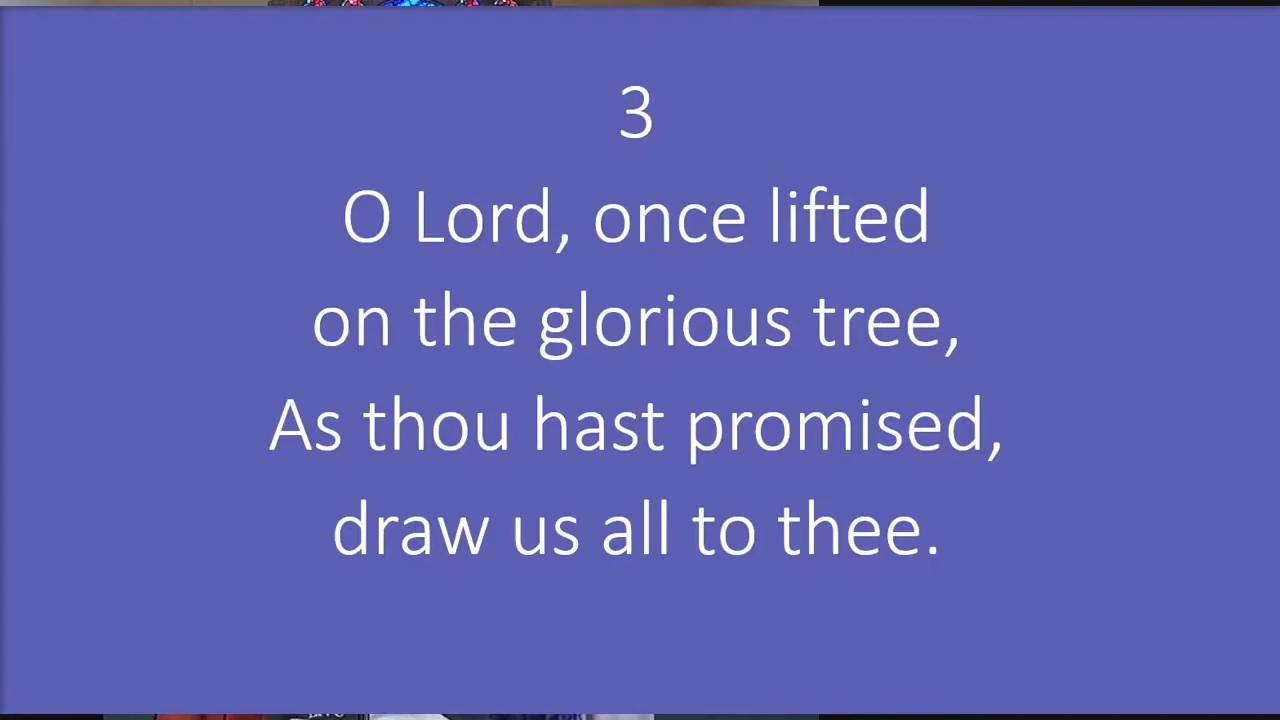 3
O Lord, once lifted
on the glorious tree,
As thou hast promised,
draw us all to thee.